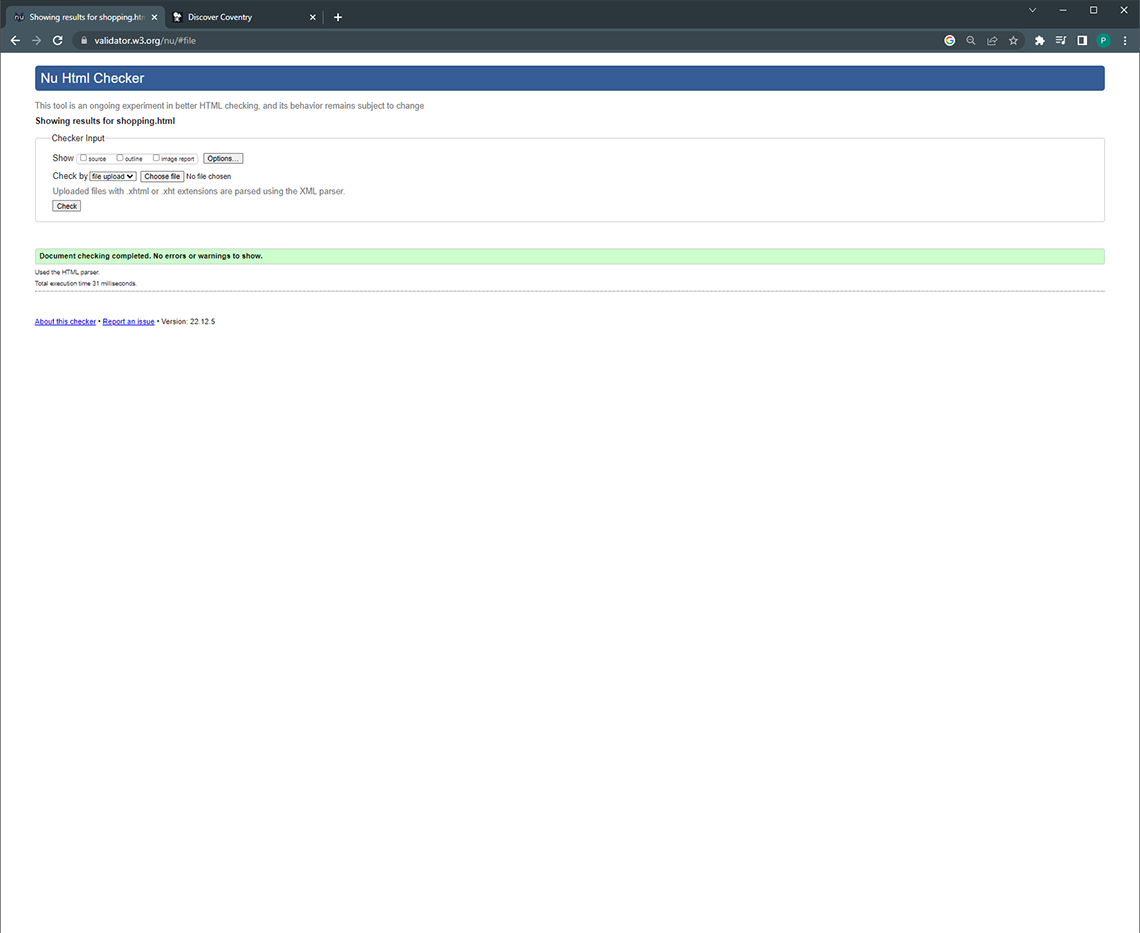 nu Showing results for shopping.htm
Discover Coventry
validator.w3.org/nu/#file
P
Nu Html Checker
This tool is an ongoing experiment in better HTML checking, and its behavior remains subject to change
Showing results for shopping.html
Checker Input
Show source outline image report Options...
Check by file upload Choose file No file chosen
Uploaded files with .xhtml or .xht extensions are parsed using the XML parser.
Check
Document checking completed. No errors or warnings to show.
Used the HTML parser.
Total execution time 31 milliseconds.
About this checker • Report an issue • Version: 22.12.5